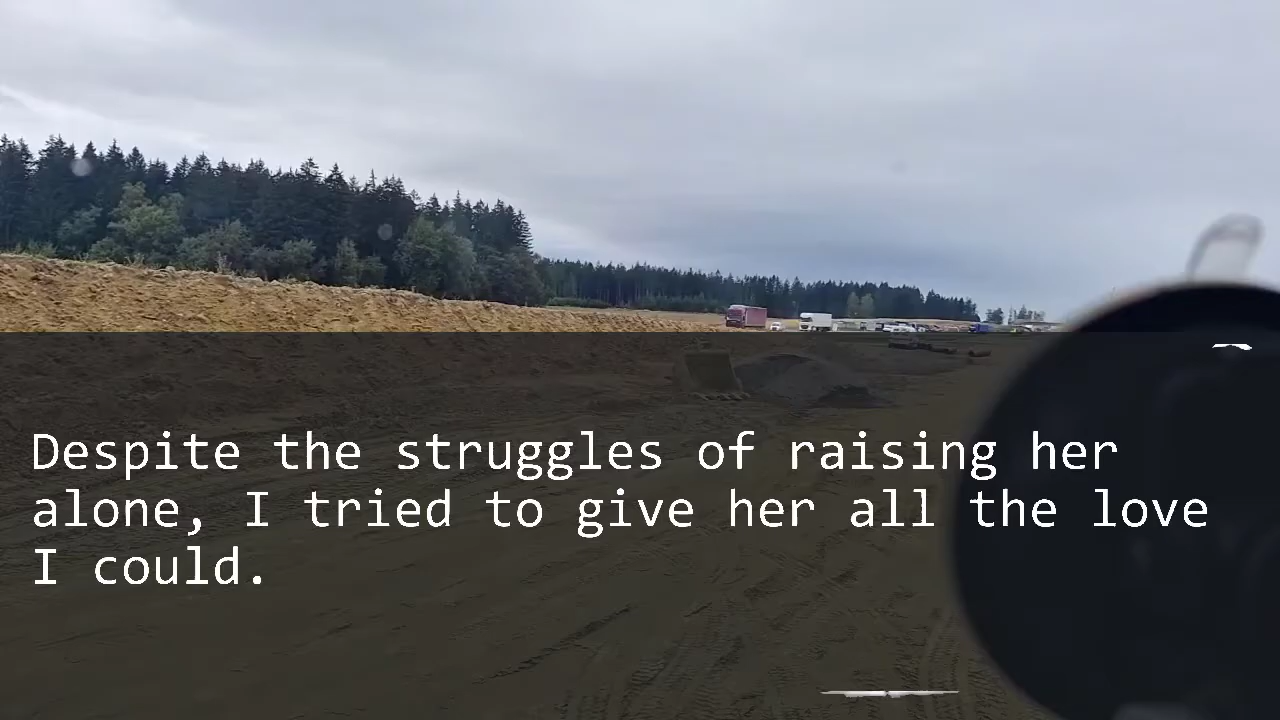 Despite the struggles of raising her
alone, I tried to give her all the love
I could.